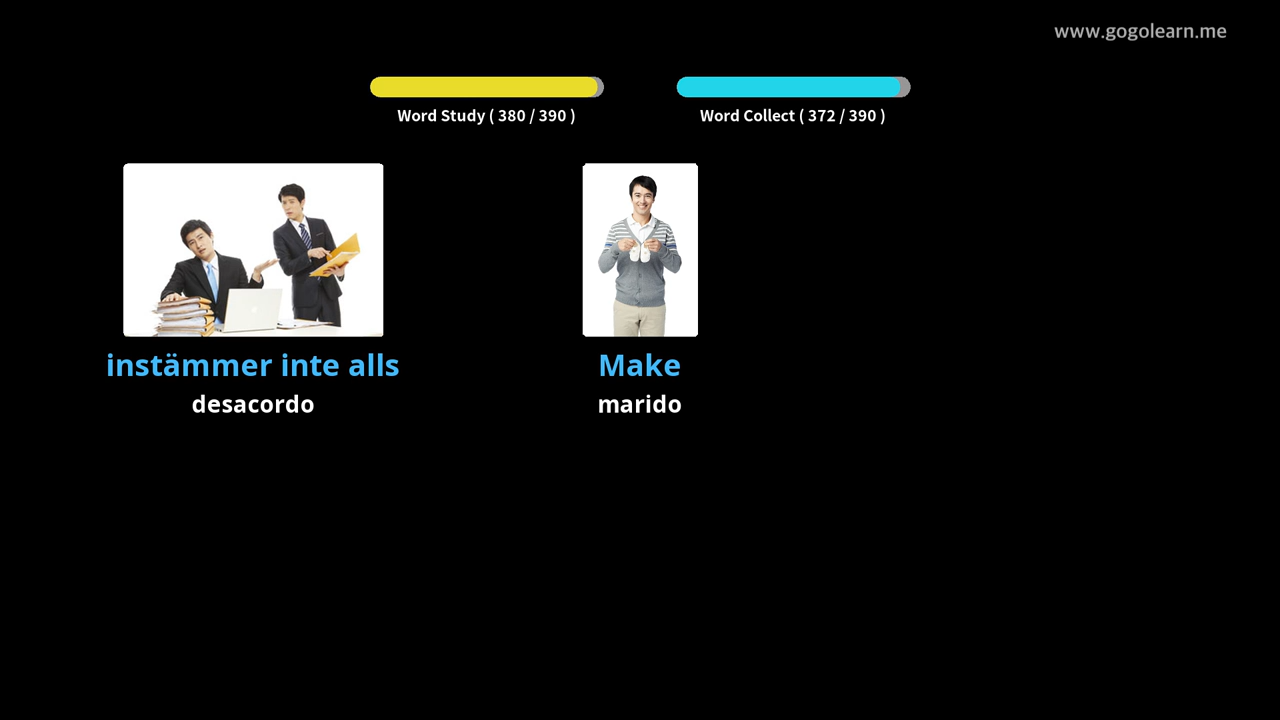 www.gogolearn.me
Word Study ( 380 / 390 )
Word Collect ( 372 / 390 )
instämmer inte alls
desacordo
Make
marido